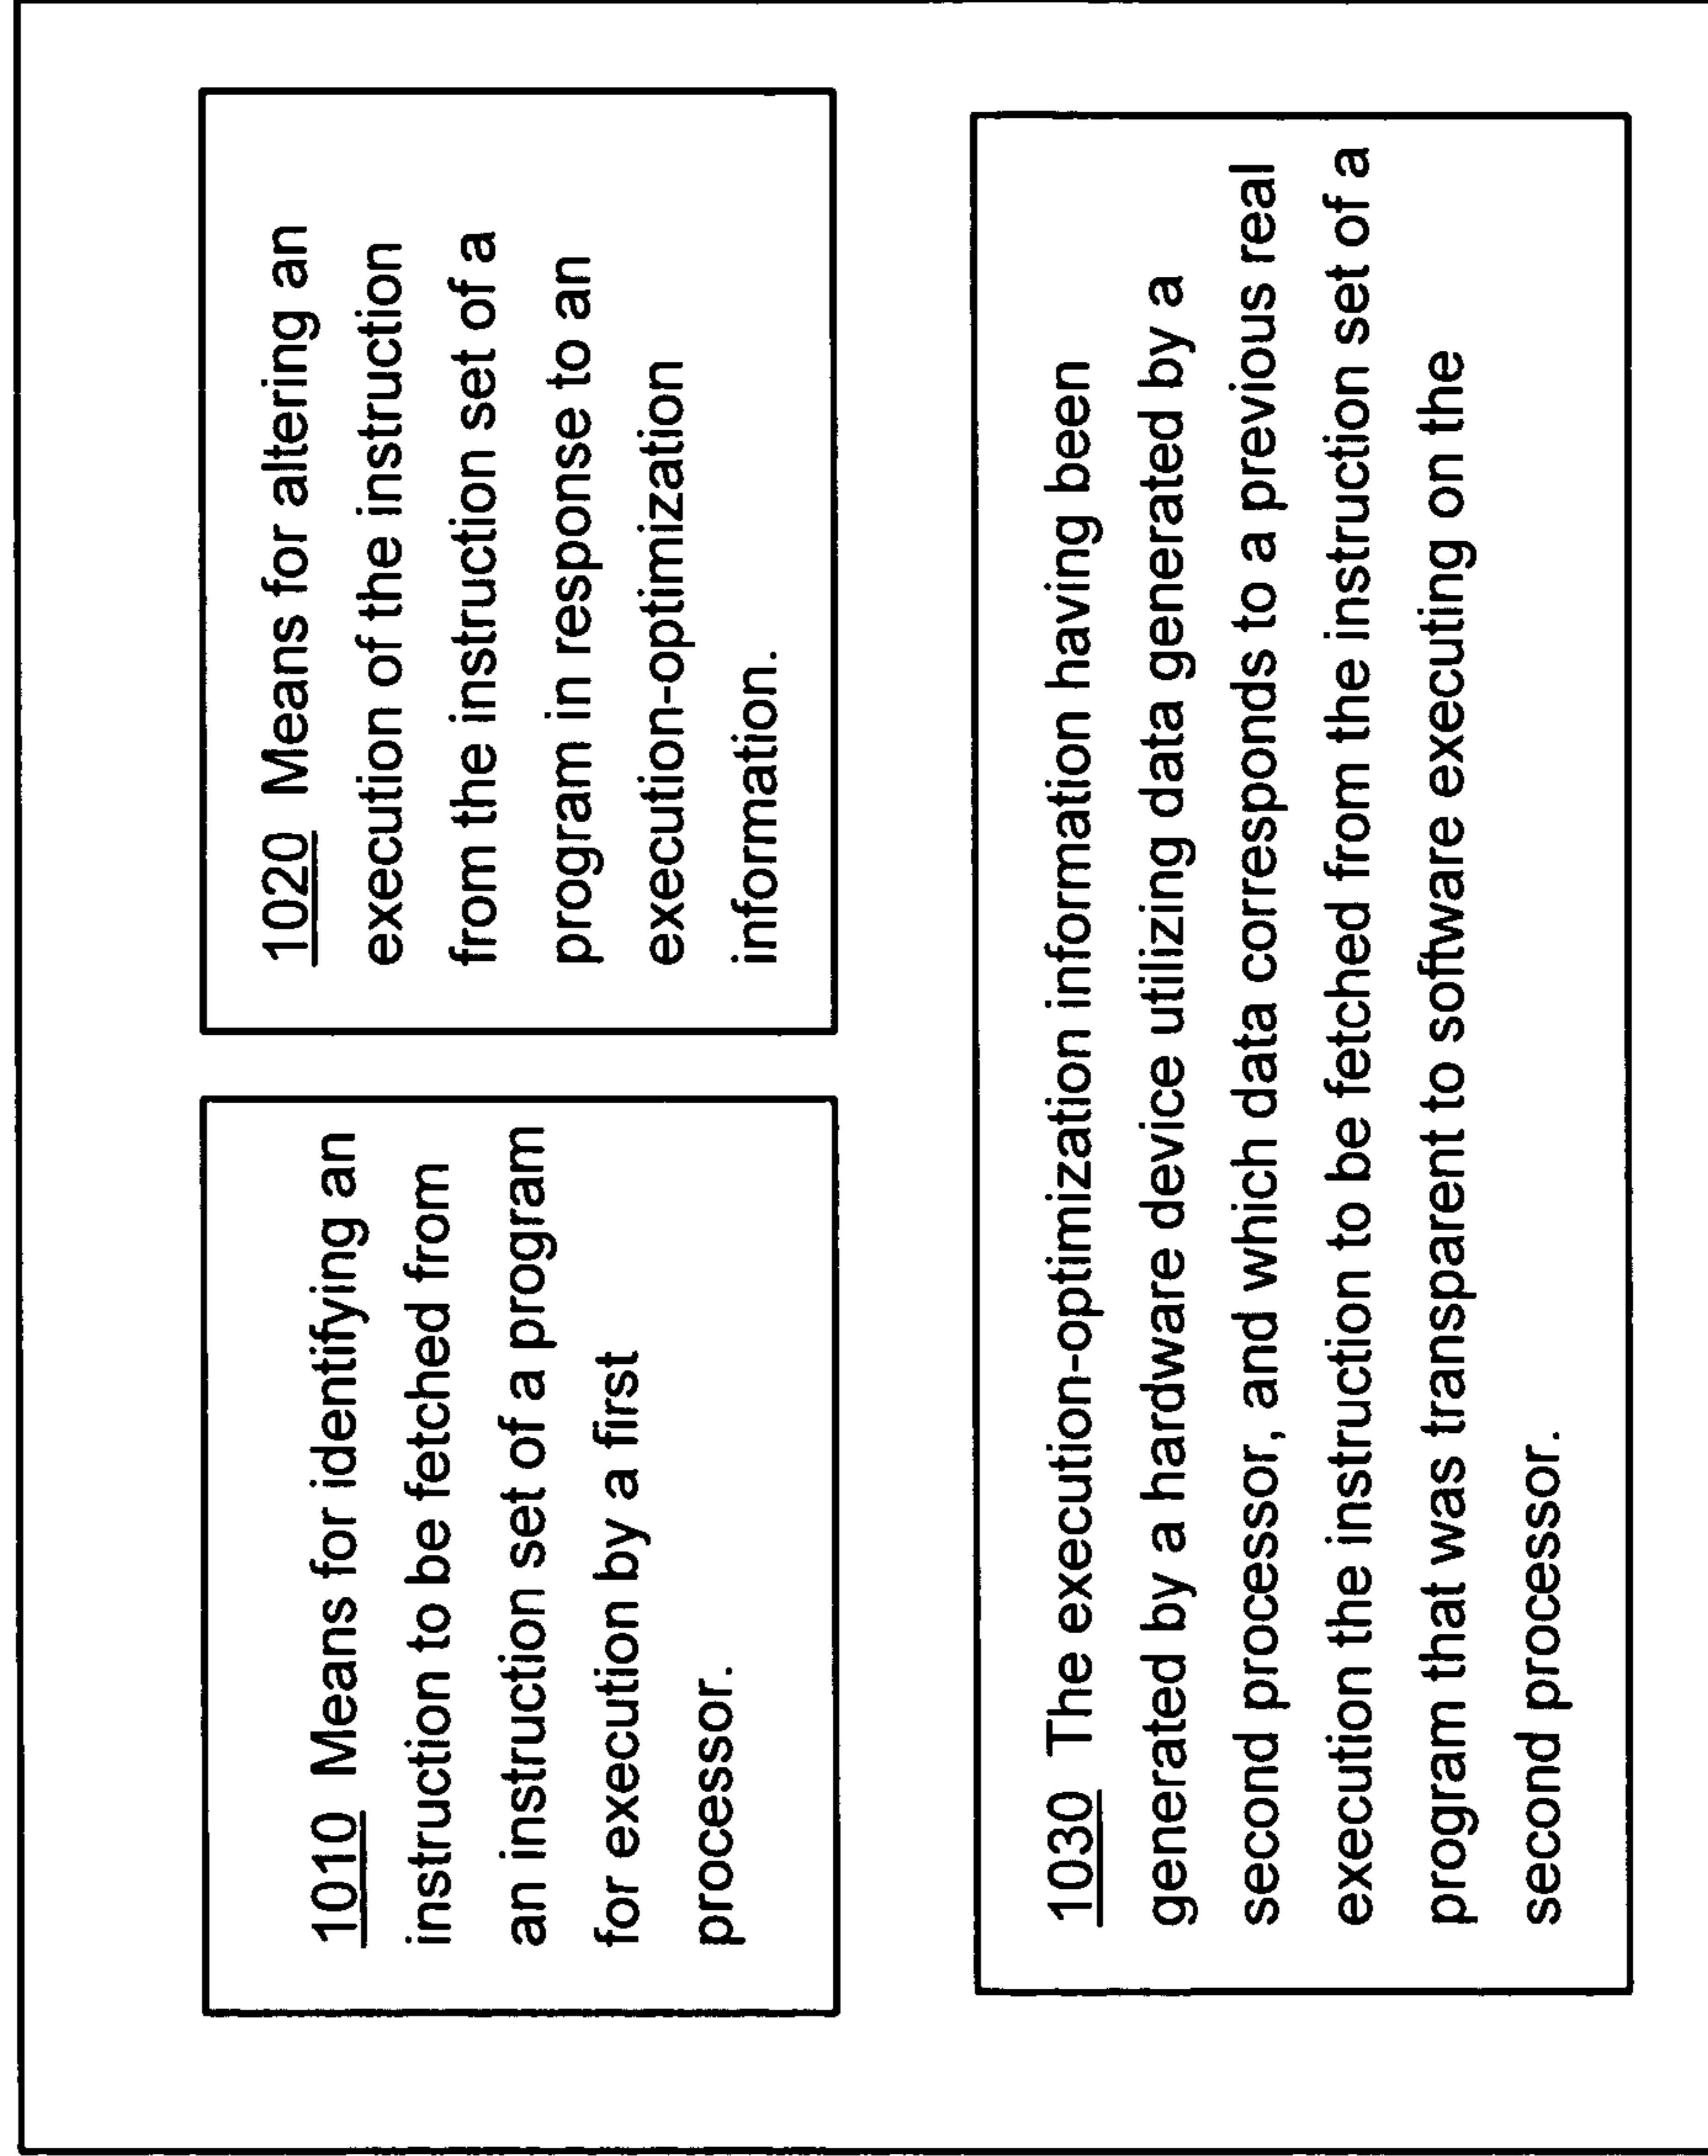 1010 Means for identifying an
instruction to be fetched from
an instruction set of a program
for execution by a first
processor.
1020 Means for altering an
execution of the instruction
from the instruction set of a
program in response to an
execution-optimization
information.
1030 The execution-optimization information having been
generated by a hardware device utilizing data generated by a
second processor, and which data corresponds to a previous real
execution the instruction to be fetched from the instruction set of a
program that was transparent to software executing on the
second processor.